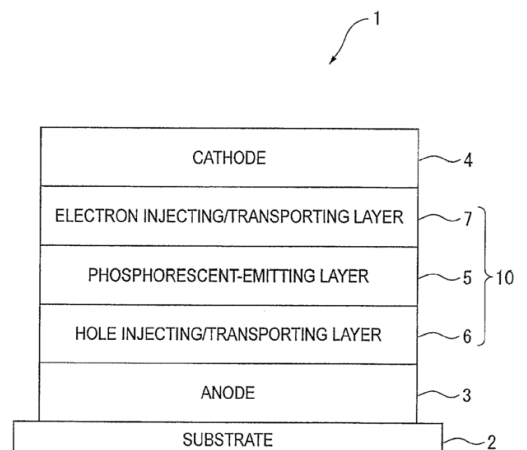 1
CATHODE 4
ELECTRON INJECTING/TRANSPORTING LAYER 7
PHOSPHORESCENT-EMITTING LAYER 5 10
HOLE INJECTING/TRANSPORTING LAYER 6
ANODE 3
SUBSTRATE 2